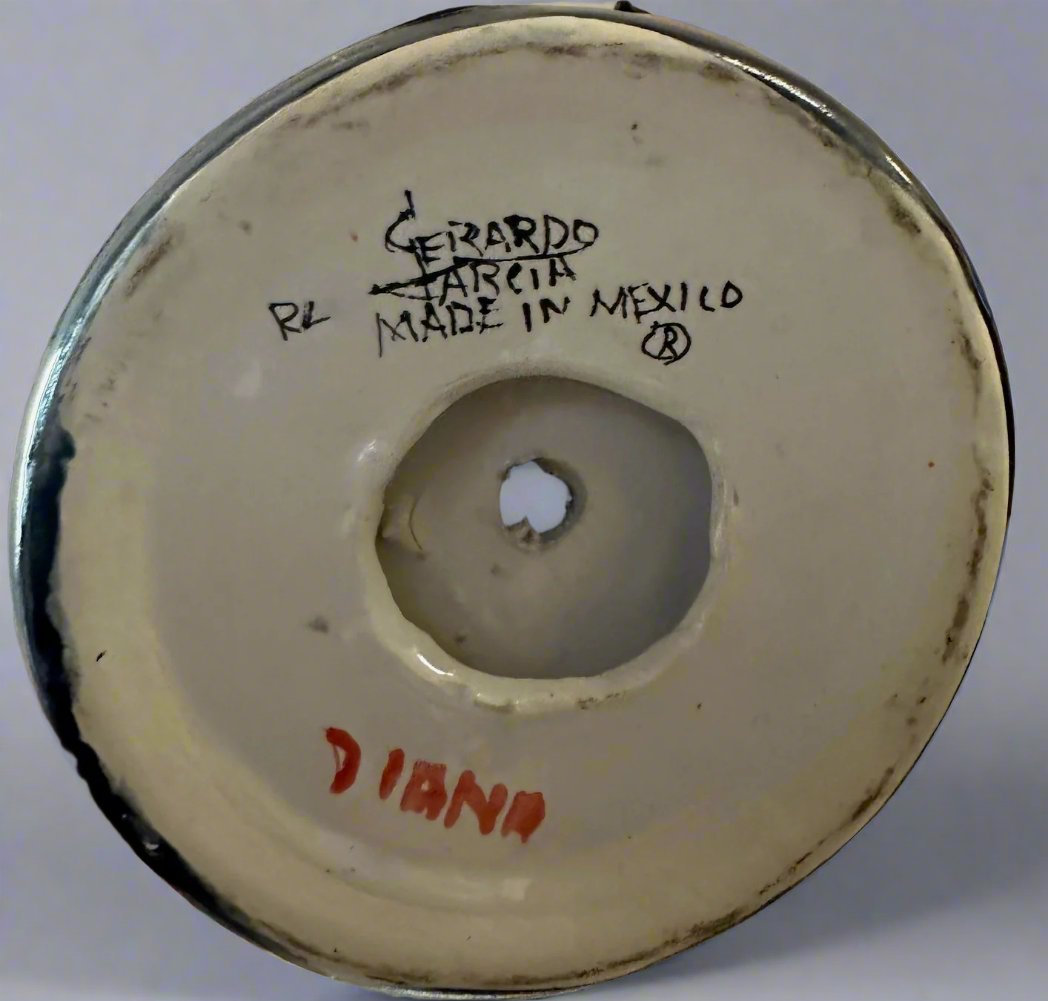 GERARDO
GARCIA
RL MADE IN MEXICO
®
DIANA